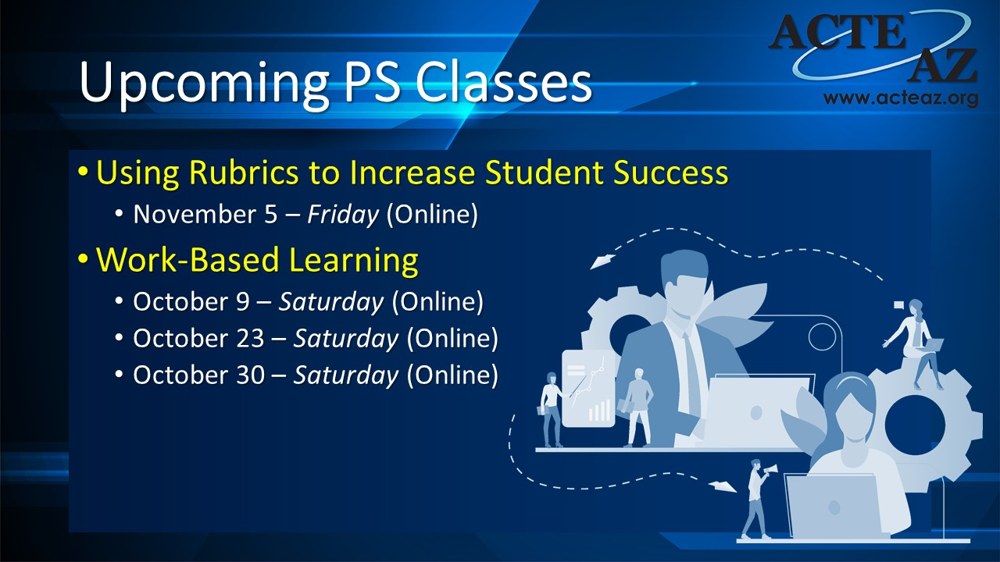 ACTE
AZ
www.acteaz.org
Upcoming PS Classes
• Using Rubrics to Increase Student Success
• November 5 – Friday (Online)
• Work-Based Learning
• October 9 – Saturday (Online)
• October 23 – Saturday (Online)
• October 30 – Saturday (Online)